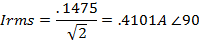 Irms = .1475/√2 = .4101A ∠90